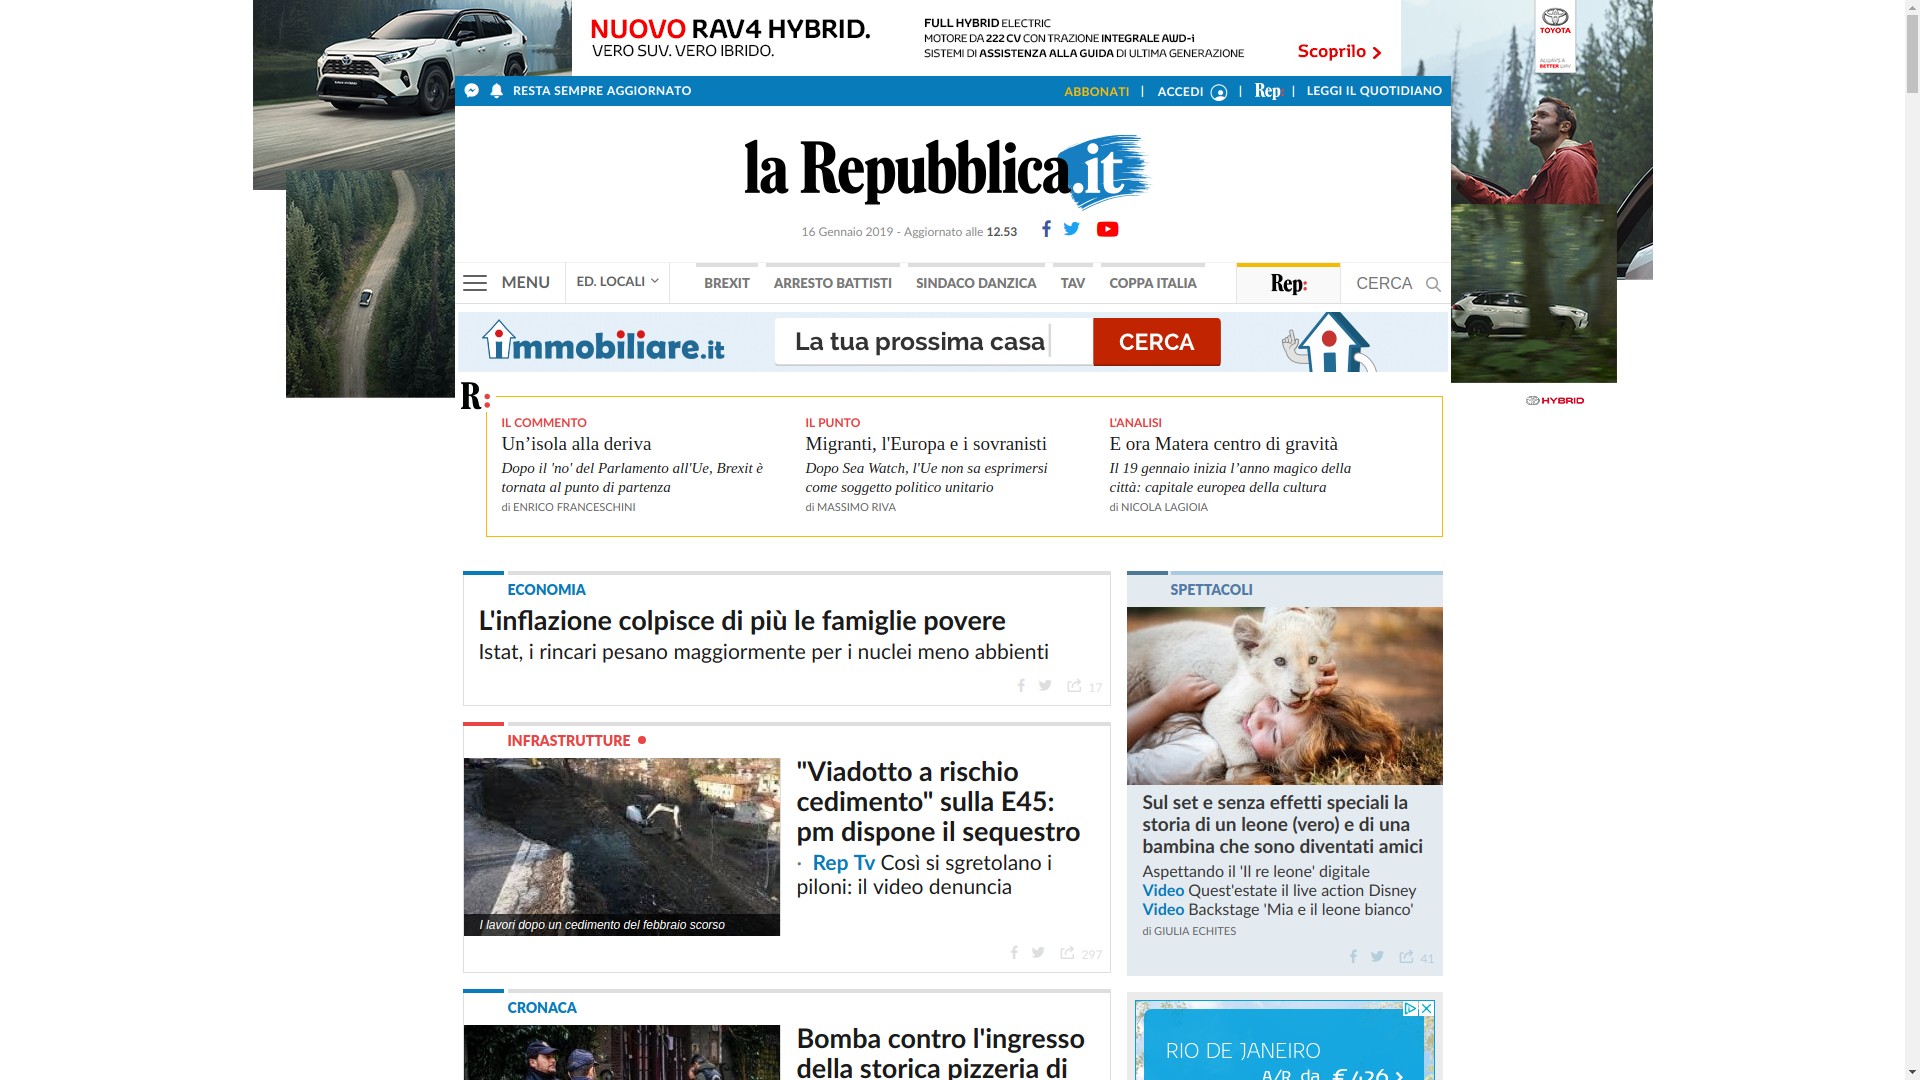 NUOVO RAV4 HYBRID.
VERO SUV. VERO IBRIDO.
FULL HYBRID ELECTRIC
MOTORE DA 222 CV CON TRAZIONE INTEGRALE AWD-i
SISTEMI DI ASSISTENZA ALLA GUIDA DI ULTIMA GENERAZIONE
Scoprilo
TOYOTA
ALWAYS A
BETTER WAY
RESTA SEMPRE AGGIORNATO
ABBONATI | ACCEDI | Rep: | LEGGI IL QUOTIDIANO
la Repubblica.it
16 Gennaio 2019 - Aggiornato alle 12.53
MENU
ED. LOCALI
BREXIT
ARRESTO BATTISTI
SINDACO DANZICA
TAV
COPPA ITALIA
Rep:
CERCA
immobiliare.it
La tua prossima casa
CERCA
HYBRID
R:
IL COMMENTO
Un’isola alla deriva
Dopo il 'no' del Parlamento all'Ue, Brexit è
tornata al punto di partenza
di ENRICO FRANCESCHINI
IL PUNTO
Migranti, l'Europa e i sovranisti
Dopo Sea Watch, l'Ue non sa esprimersi
come soggetto politico unitario
di MASSIMO RIVA
L'ANALISI
E ora Matera centro di gravità
Il 19 gennaio inizia l’anno magico della
città: capitale europea della cultura
di NICOLA LAGIOIA
ECONOMIA
L'inflazione colpisce di più le famiglie povere
Istat, i rincari pesano maggiormente per i nuclei meno abbienti
17
INFRASTRUTTURE
I lavori dopo un cedimento del febbraio scorso
"Viadotto a rischio
cedimento" sulla E45:
pm dispone il sequestro
· Rep Tv Così si sgretolano i
piloni: il video denuncia
297
CRONACA
Bomba contro l'ingresso
della storica pizzeria di
SPETTACOLI
Sul set e senza effetti speciali la
storia di un leone (vero) e di una
bambina che sono diventati amici
Aspettando il 'Il re leone' digitale
Video Quest'estate il live action Disney
Video Backstage 'Mia e il leone bianco'
di GIULIA ECHITES
41
RIO DE JANEIRO
A/R da €426